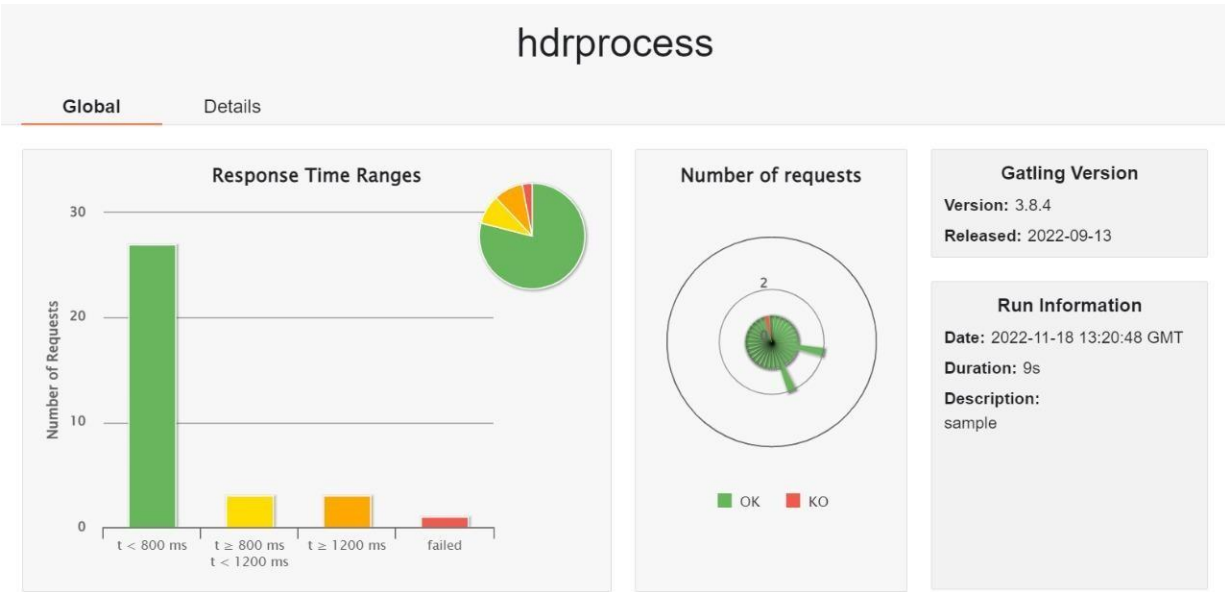 hdrprocess
Global
Details
Response Time Ranges
30
20
10
0
Number of Requests
t < 800 ms
t ≥ 800 ms
t < 1200 ms
t ≥ 1200 ms
failed
Number of requests
2
0
OK
KO
Gatling Version
Version: 3.8.4
Released: 2022-09-13
Run Information
Date: 2022-11-18 13:20:48 GMT
Duration: 9s
Description:
sample